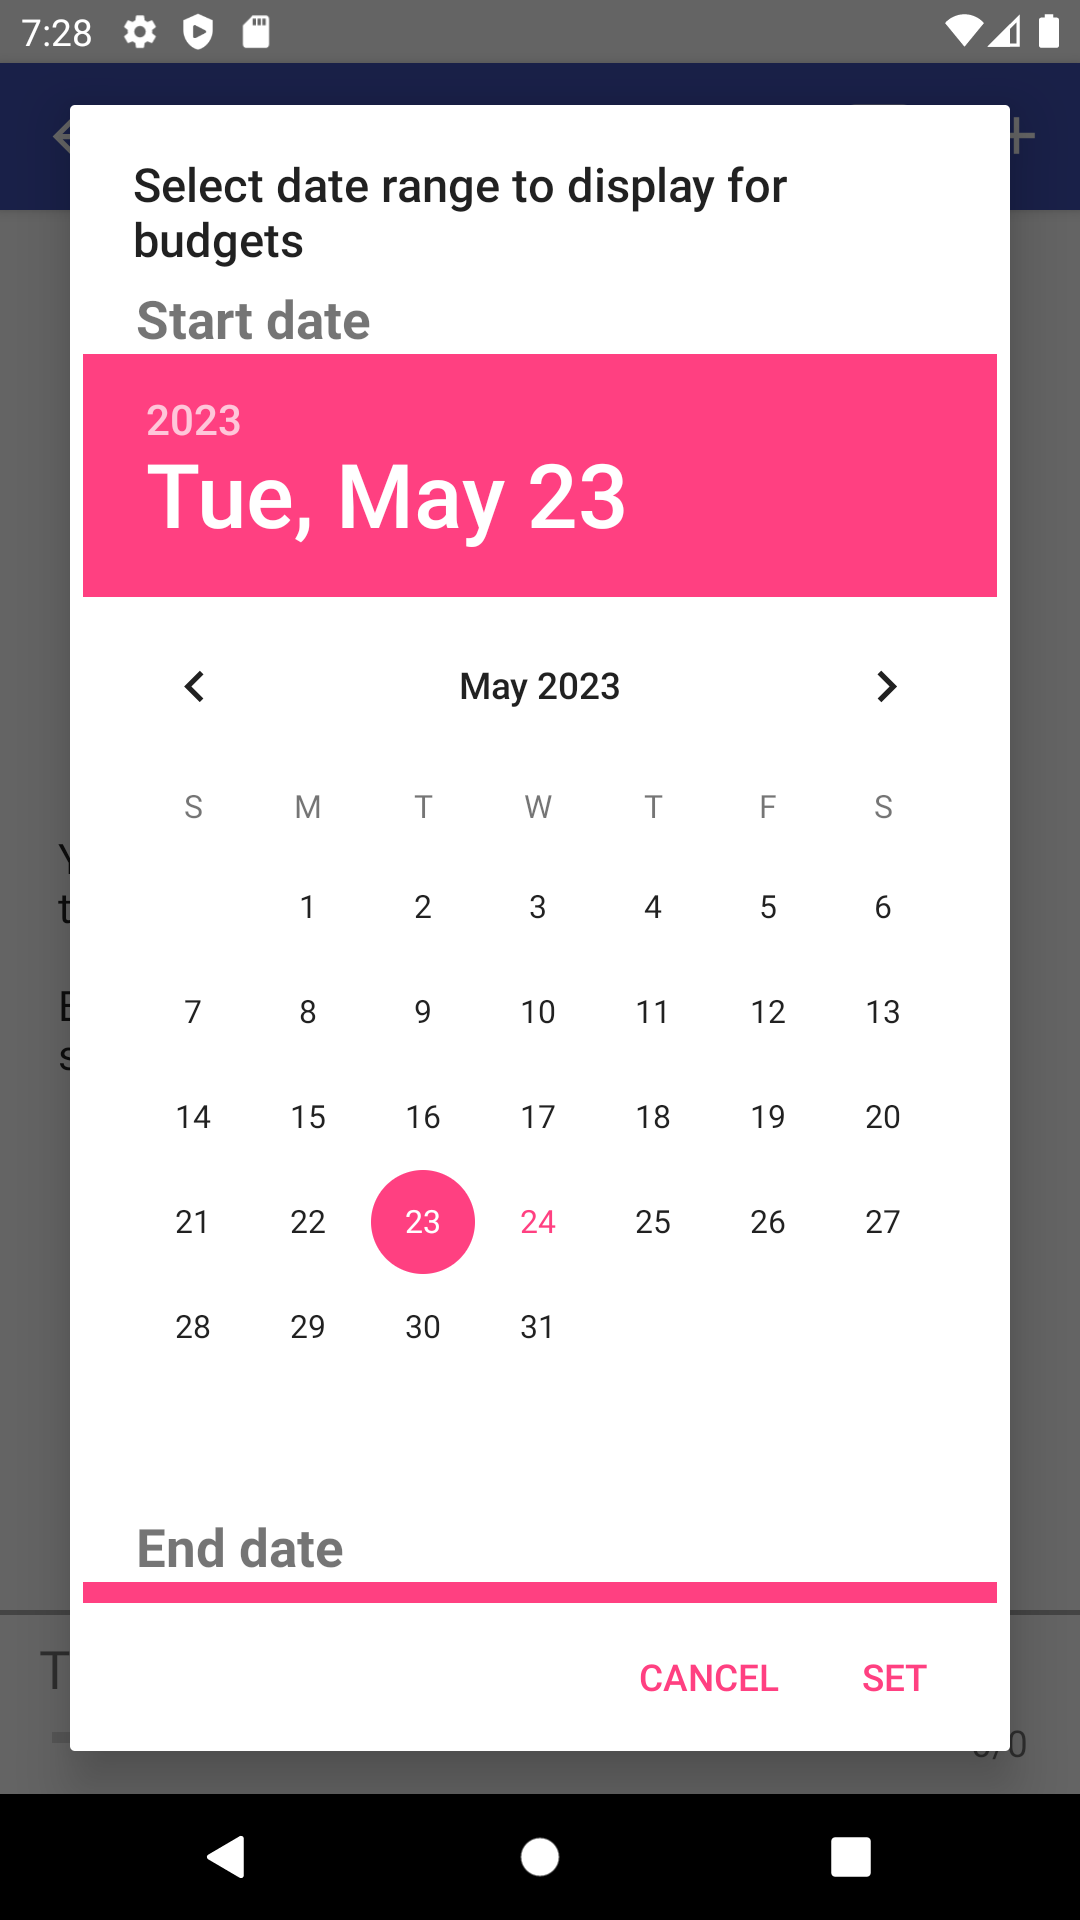 7:28
Select date range to display for
budgets
Start date
2023
Tue, May 23
May 2023
S M T W T F S
1 2 3 4 5 6
7 8 9 10 11 12 13
14 15 16 17 18 19 20
21 22 23 24 25 26 27
28 29 30 31
End date
CANCEL SET